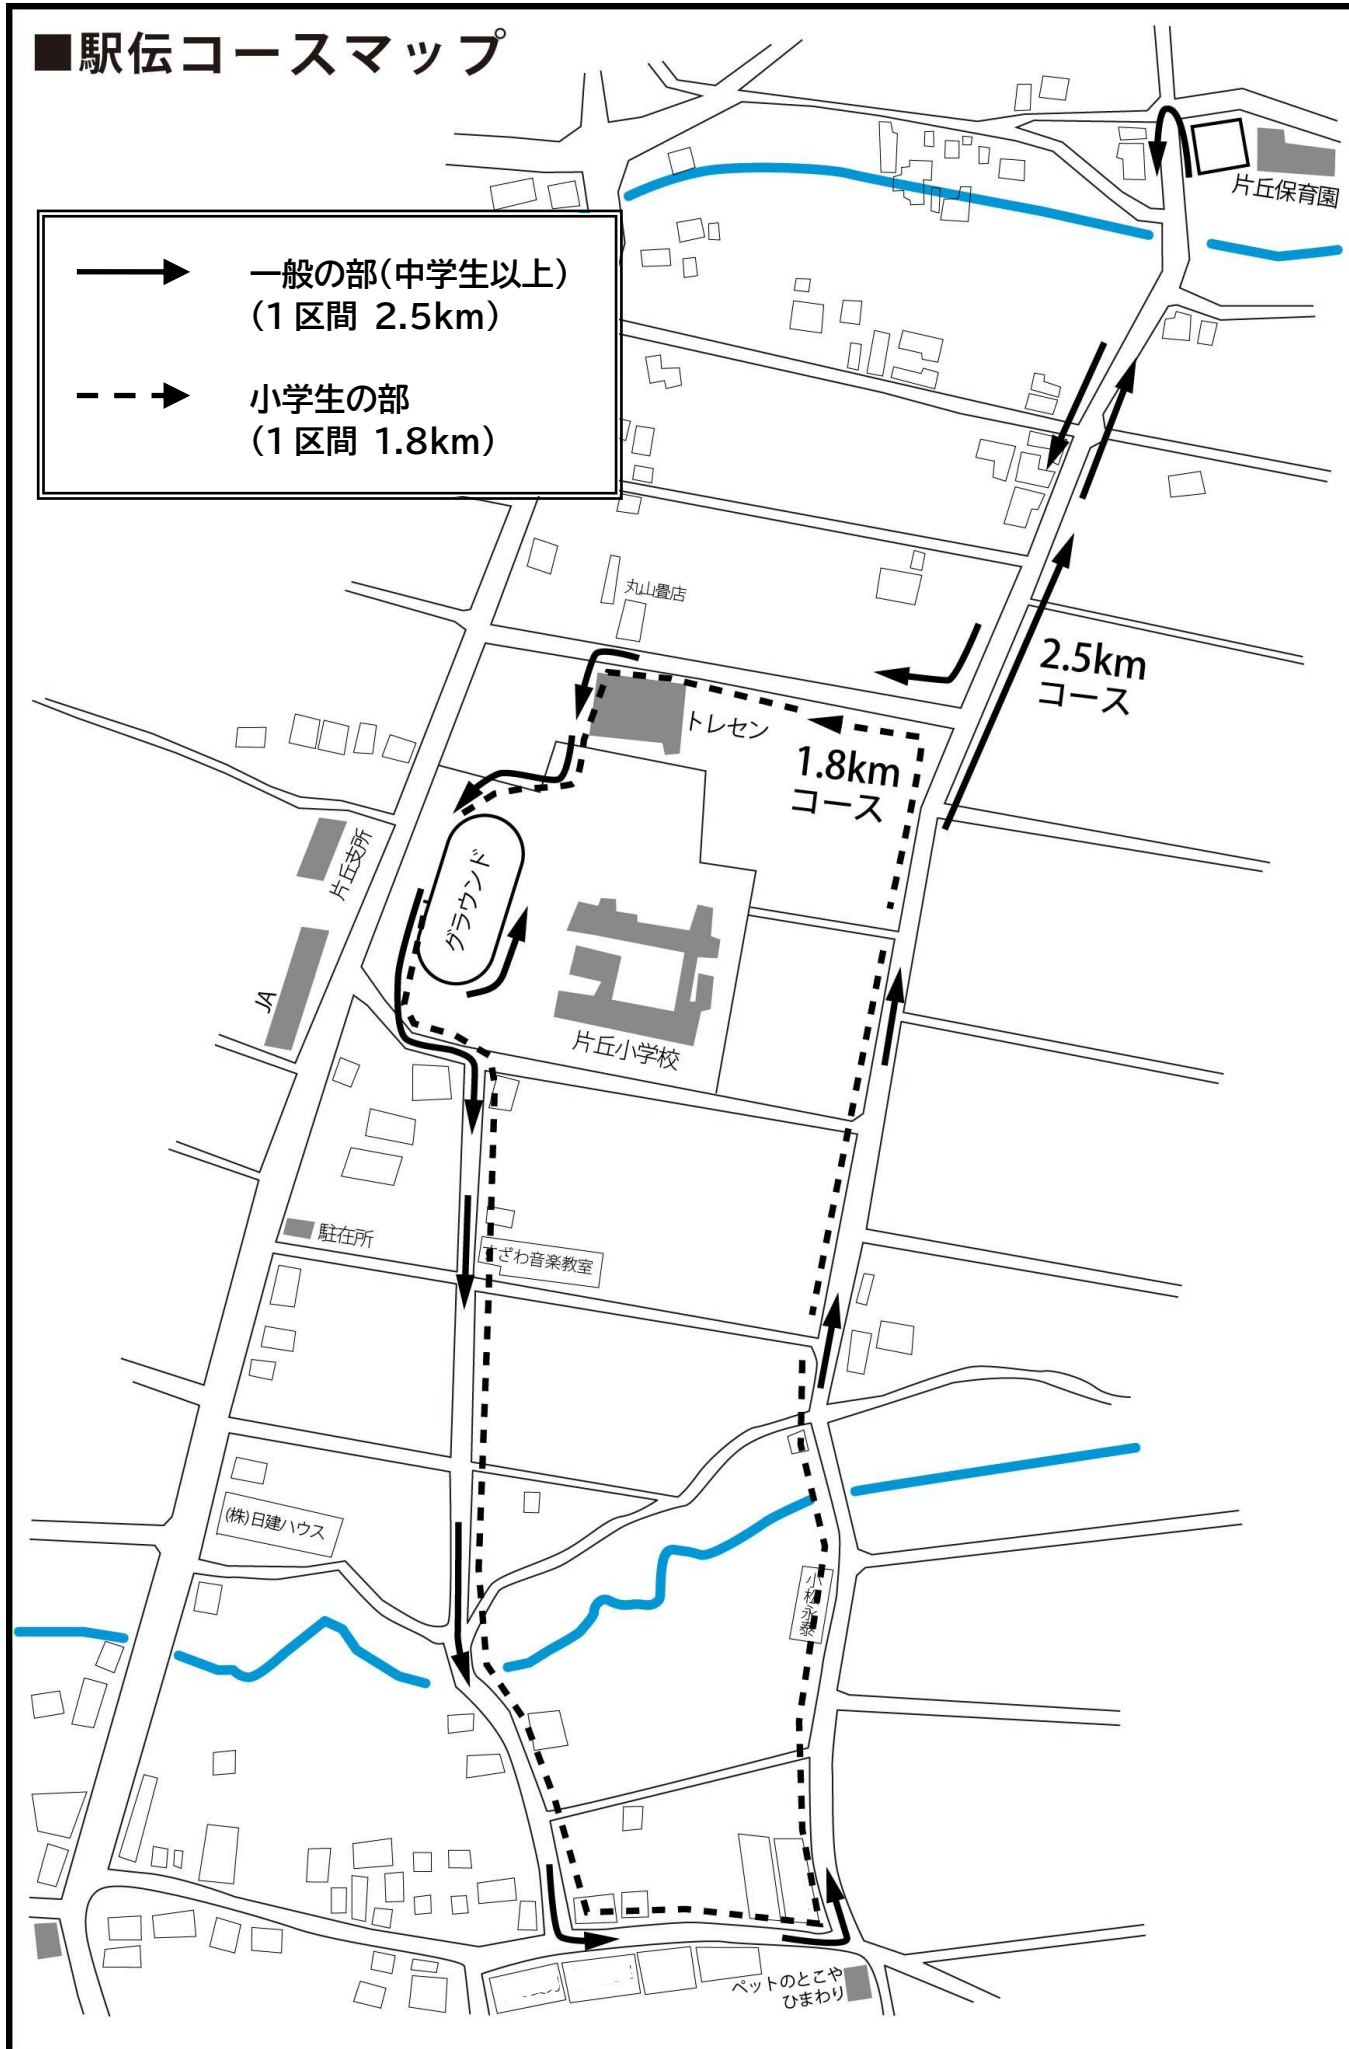 ■駅伝コースマップ
片丘保育園
一般の部(中学生以上)
(1区間 2.5km)
小学生の部
(1区間 1.8km)
丸山畳店
2.5km
コース
トレセン
1.8km
コース
片丘支所
グラウンド
JA
片丘小学校
駐在所
すざわ音楽教室
(株)日建ハウス
小松永泰
ペットのとこや
ひまわり